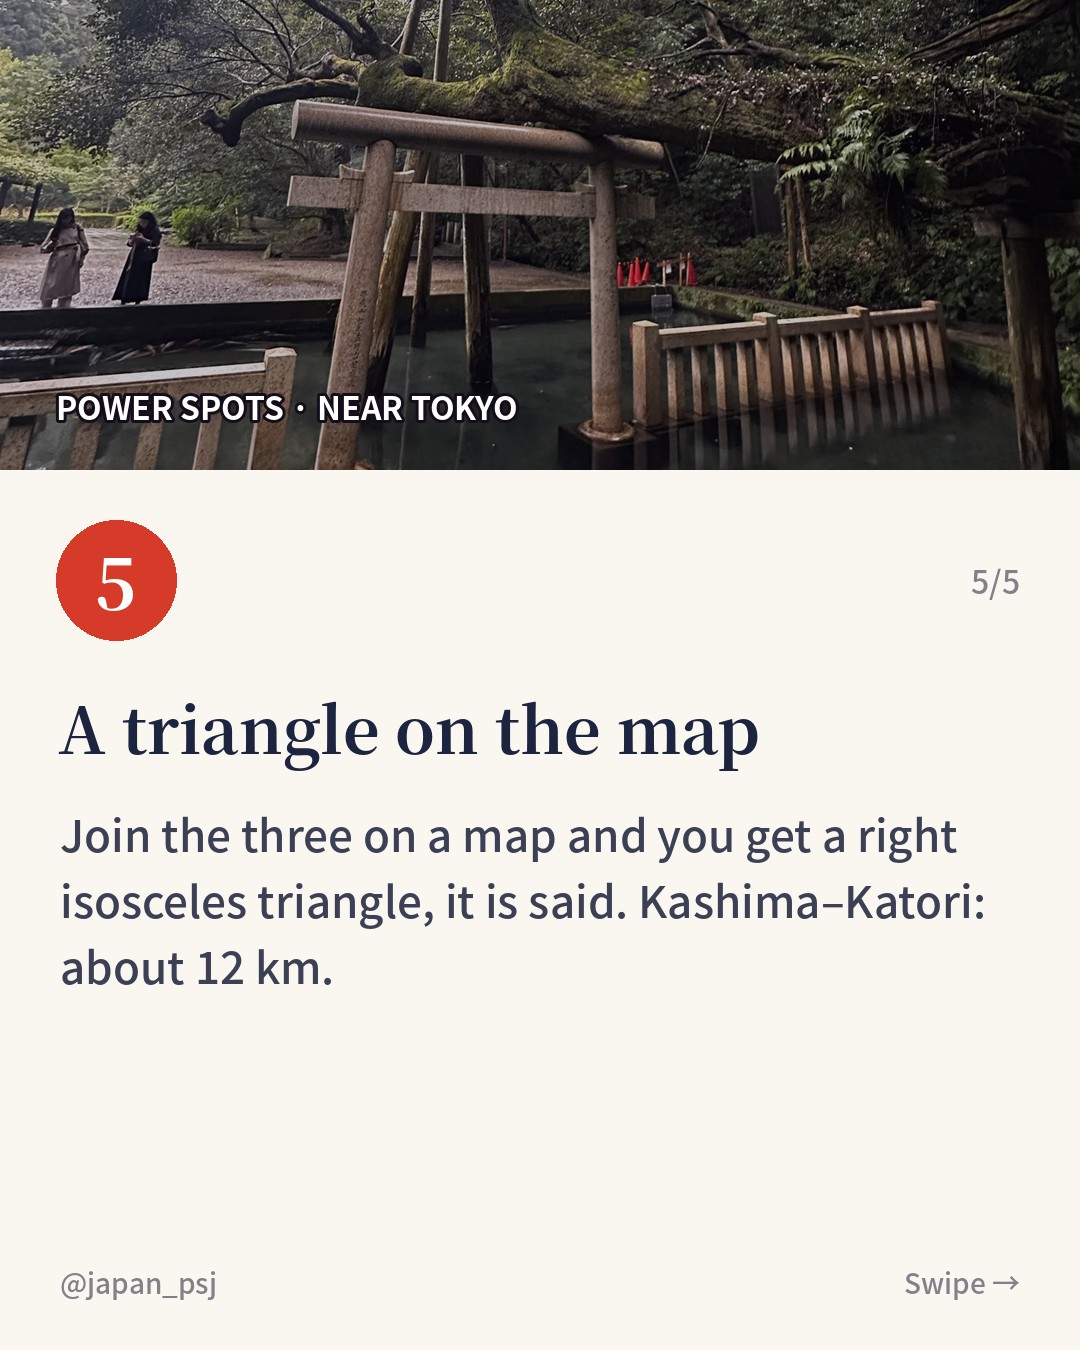 POWER SPOTS · NEAR TOKYO
5
5/5
A triangle on the map
Join the three on a map and you get a right
isosceles triangle, it is said. Kashima–Katori:
about 12 km.
@japan_psj
Swipe →